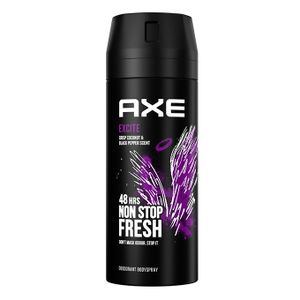 AXE
EXCITE
CRISP COCONUT &
BLACK PEPPER SCENT
48 HRS
NON STOP
FRESH
DON'T MASK ODOUR, STOP IT.
DEODORANT BODYSPRAY